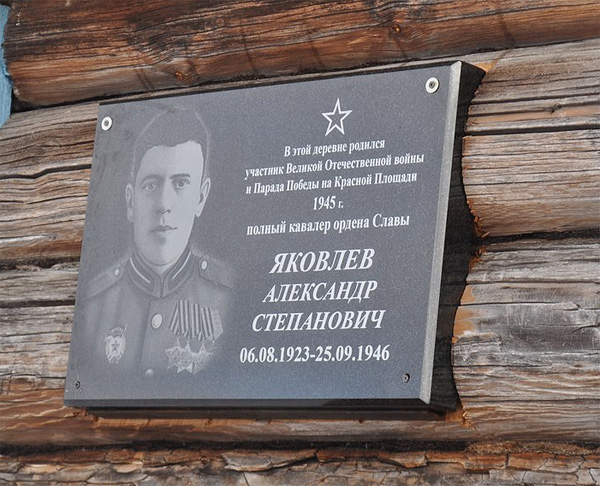 В этой деревне родился
участник Великой Отечественной войны
и Парада Победы на Красной Площади
1945 г.
полный кавалер ордена Славы
ЯКОВЛЕВ
АЛЕКСАНДР
СТЕПАНОВИЧ
06.08.1923-25.09.1946